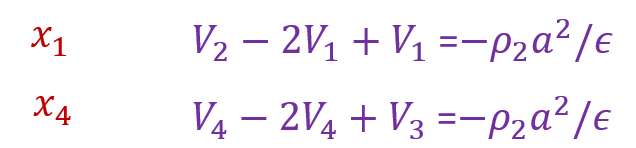 x₁ V₂ − 2V₁ + V₁ =−ρ₂a²/ϵ
x₄ V₄ − 2V₄ + V₃ =−ρ₂a²/ϵ